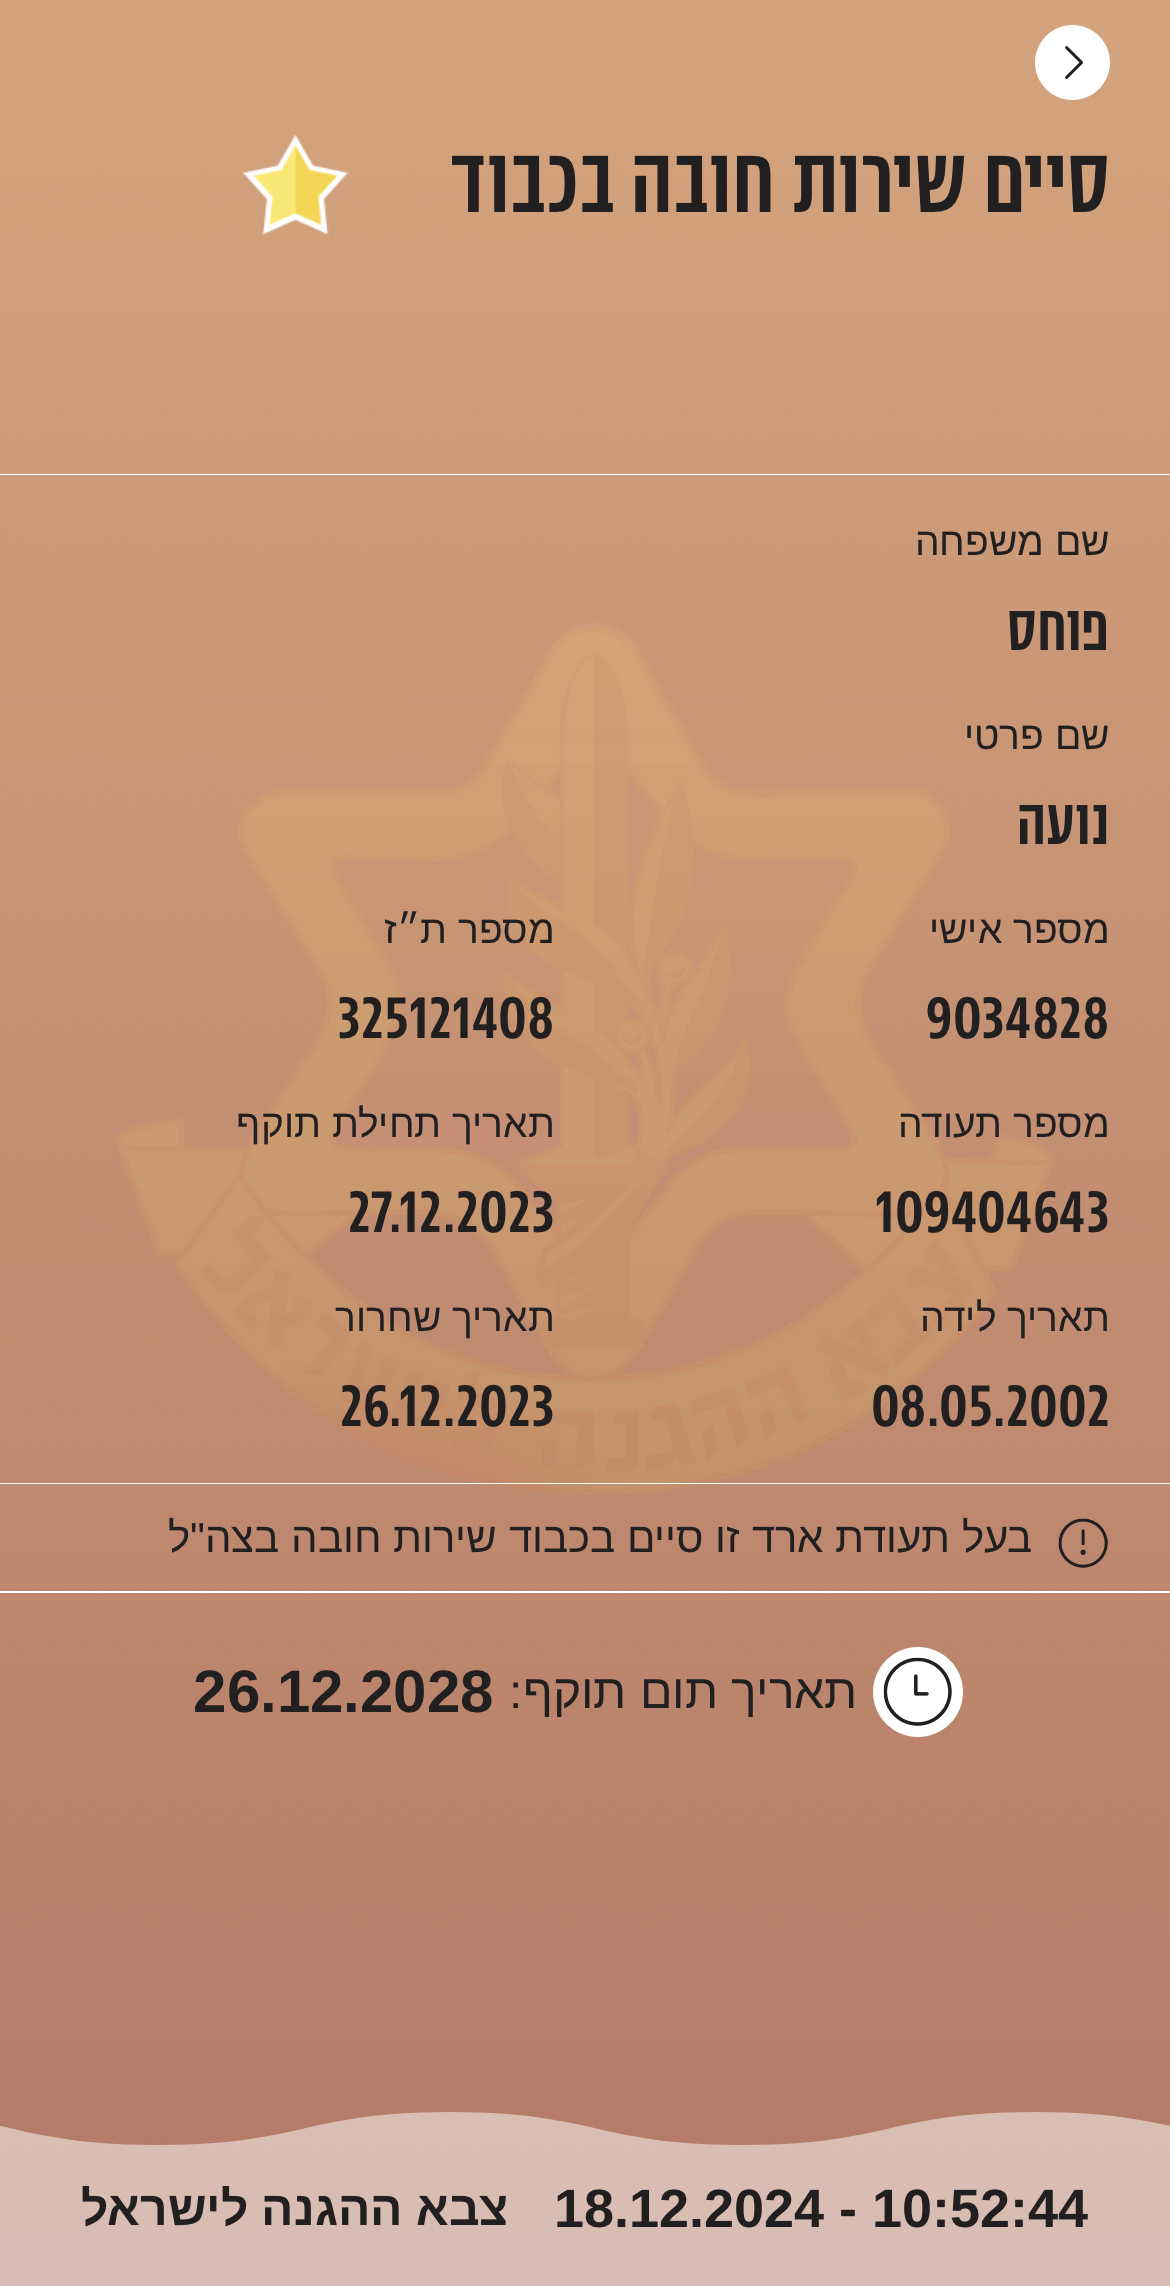 סיים שירות חובה בכבוד
שם משפחה
פוחס
שם פרטי
נועה
מספר אישי מספר ת״ז
9034828 325121408
מספר תעודה תאריך תחילת תוקף
109404643 27.12.2023
תאריך לידה תאריך שחרור
08.05.2002 26.12.2023
צבא ההגנה לישראל
בעל תעודת ארד זו סיים בכבוד שירות חובה בצה"ל
תאריך תום תוקף: 26.12.2028
18.12.2024 - 10:52:44 צבא ההגנה לישראל